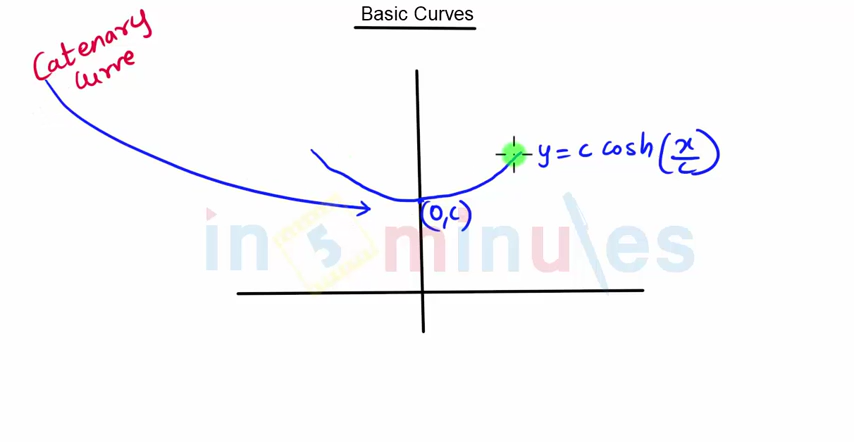 Basic Curves
Catenary
Curve
y = c cosh (x/c)
(0,c)
in 5 minutes